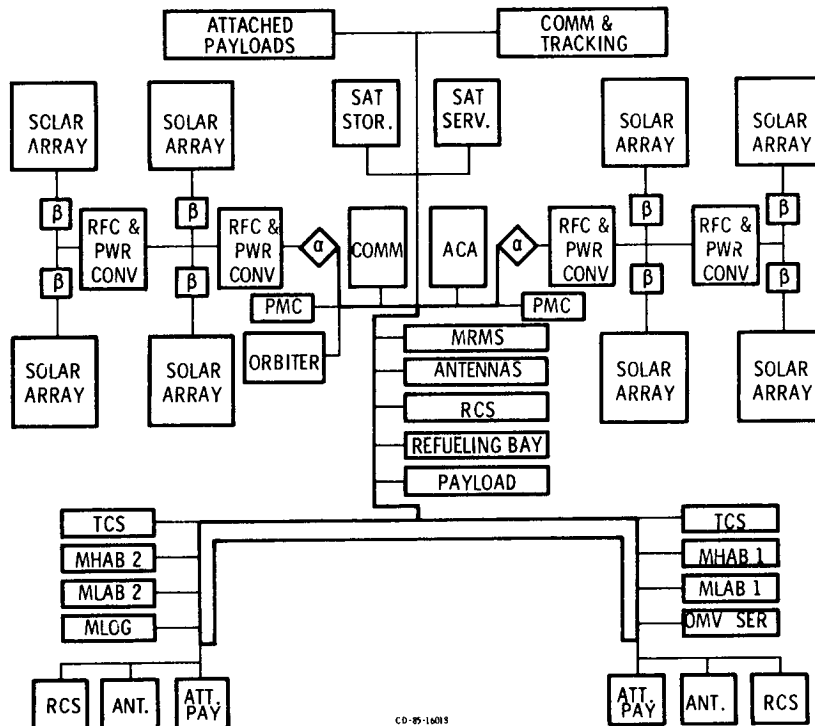 ATTACHED
PAYLOADS
COMM &
TRACKING
SOLAR
ARRAY
SOLAR
ARRAY
SAT
STOR.
SAT
SERV.
SOLAR
ARRAY
SOLAR
ARRAY
β
β
β
β
RFC &
PWR
CONV
RFC &
PWR
CONV
α
COMM
ACA
α
RFC &
PWR
CONV
RFC &
PWR
CONV
β
β
β
β
PMC
PMC
SOLAR
ARRAY
SOLAR
ARRAY
ORBITER
SOLAR
ARRAY
SOLAR
ARRAY
MRMS
ANTENNAS
RCS
REFUELING BAY
PAYLOAD
TCS
MHAB 2
MLAB 2
MLOG
TCS
MHAB 1
MLAB 1
OMV SER
RCS
ANT.
ATT.
PAY
ATT.
PAY
ANT.
RCS
CD-85-16018